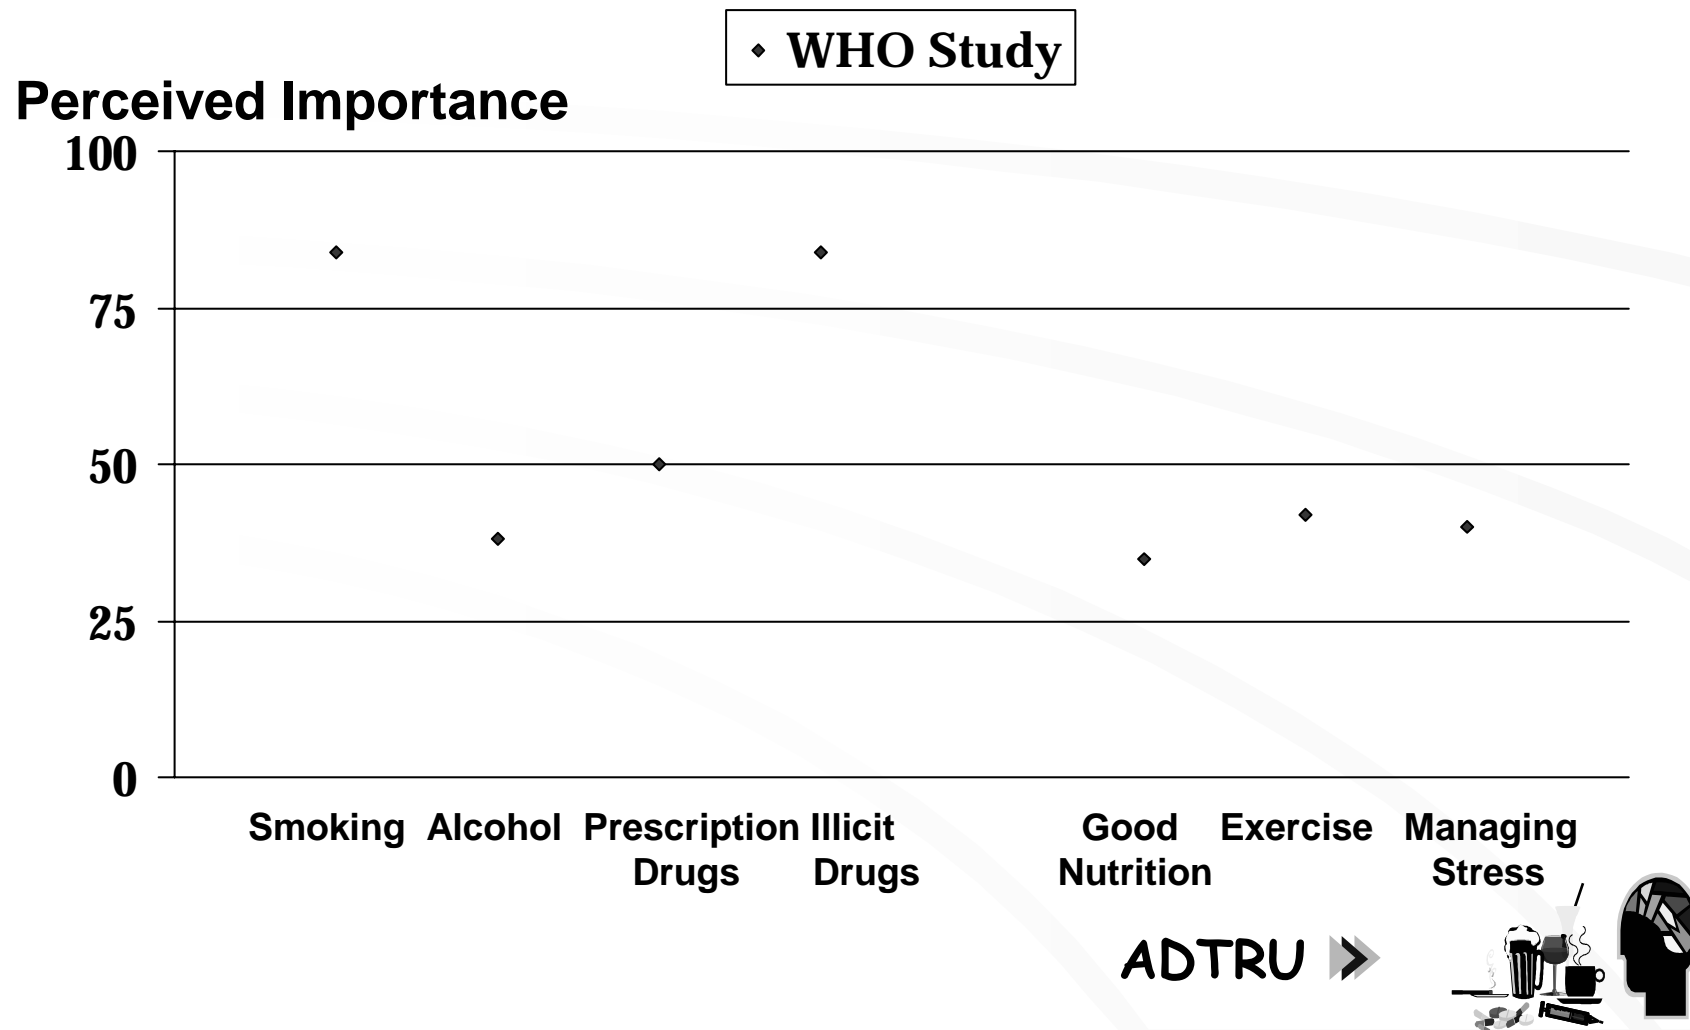 WHO Study
Perceived Importance
100
75
50
25
0
Smoking Alcohol Prescription Illicit Good Exercise Managing
Drugs Drugs Nutrition Stress
ADTRU